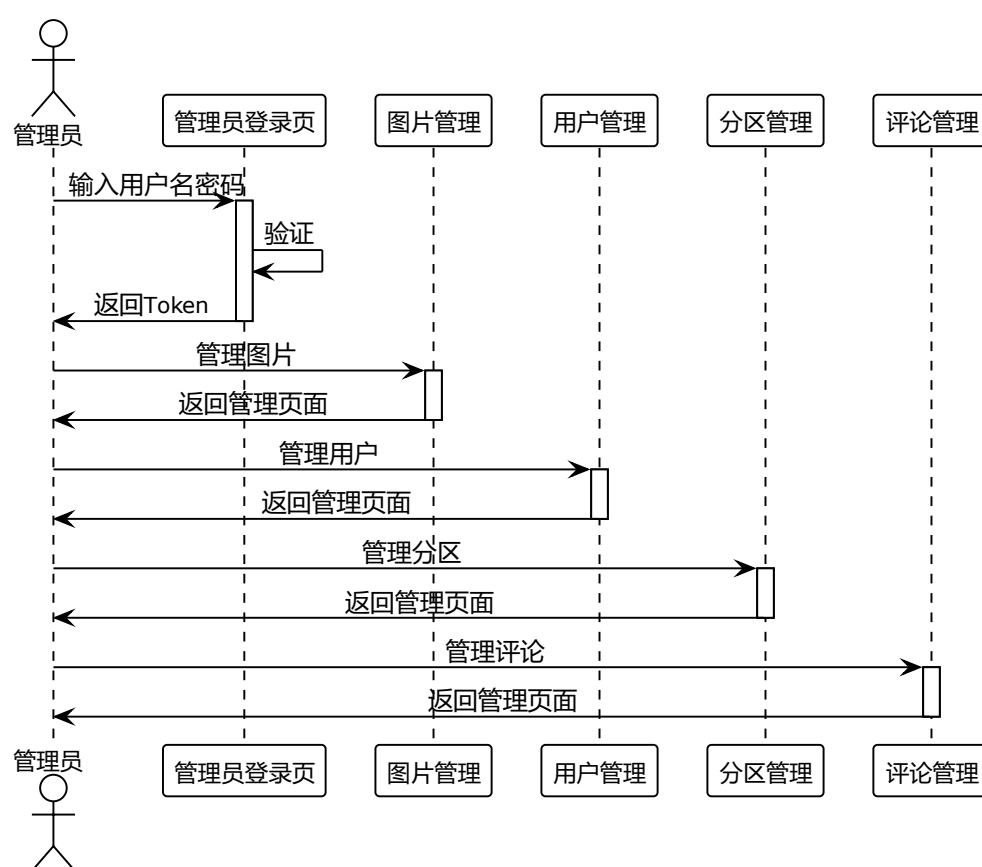 管理员
管理员登录页
图片管理
用户管理
分区管理
评论管理
输入用户名密码
验证
返回Token
管理图片
返回管理页面
管理用户
返回管理页面
管理分区
返回管理页面
管理评论
返回管理页面
管理员
管理员登录页
图片管理
用户管理
分区管理
评论管理